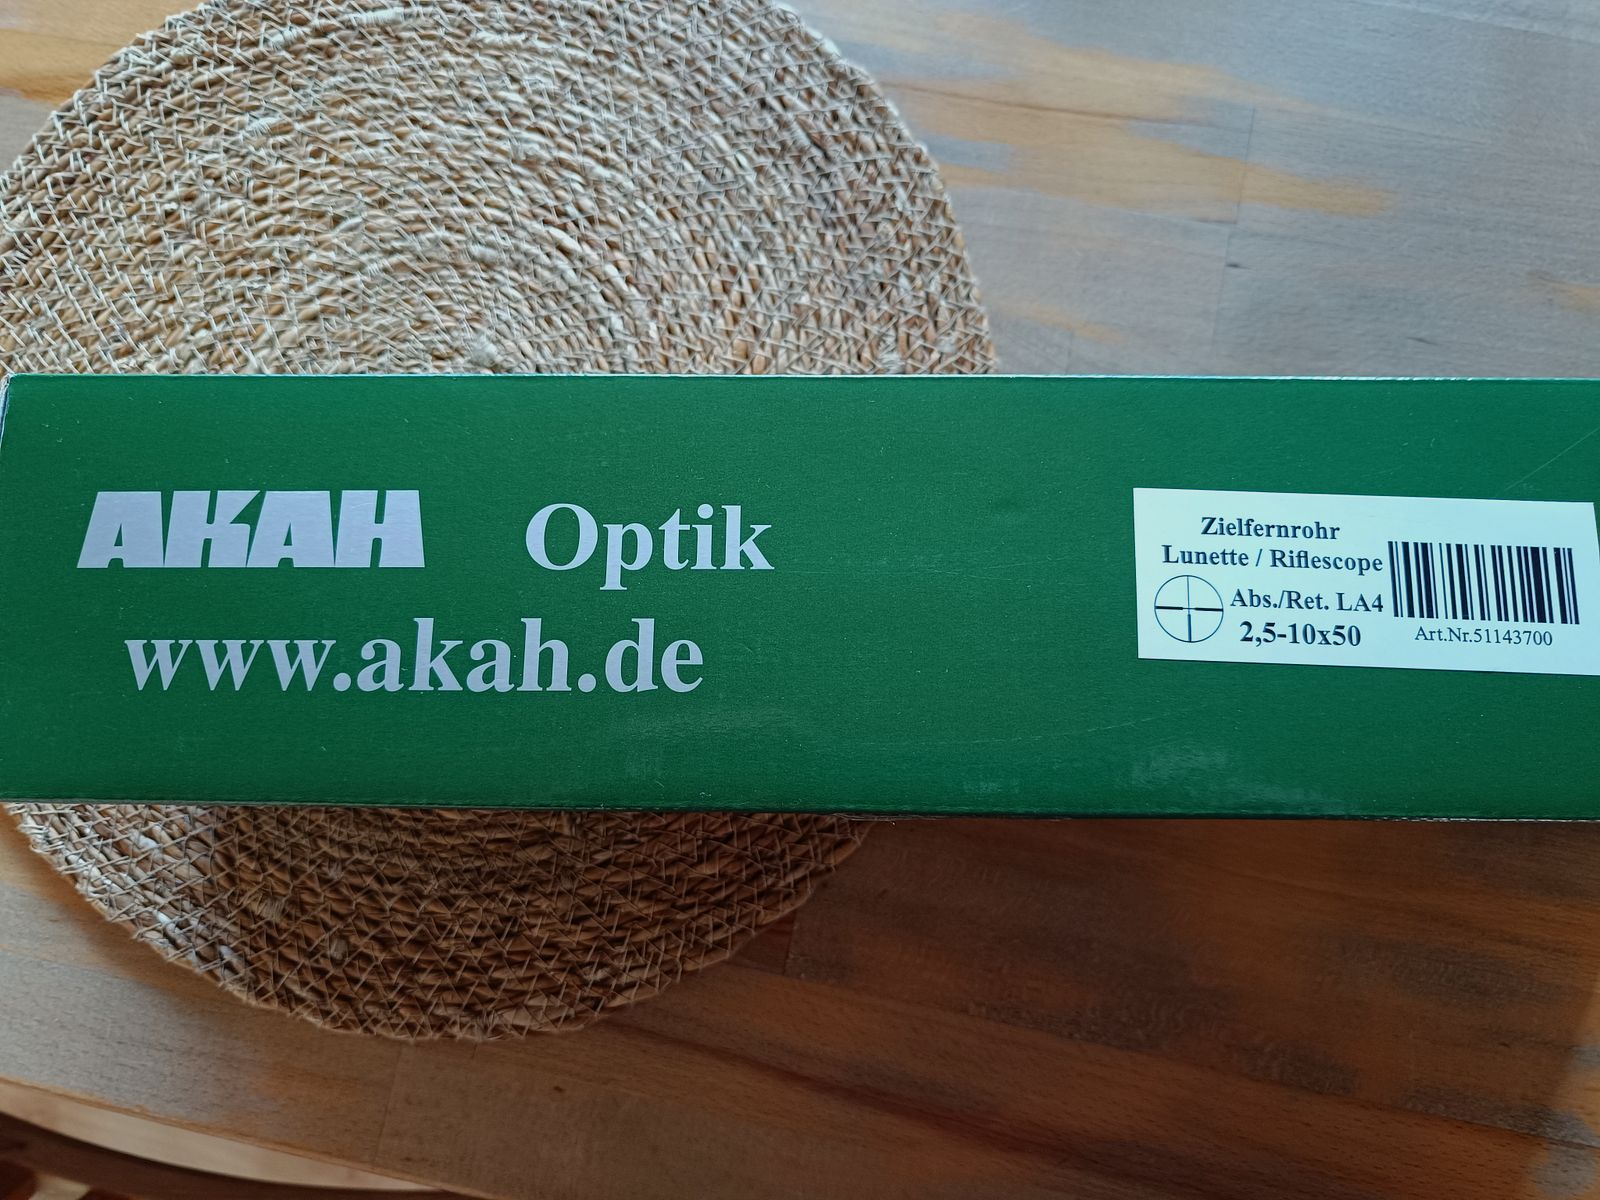 AKAH Optik
www.akah.de
Zielfernrohr
Lunette / Riflescope
Abs./Ret. LA4
2,5-10x50
Art.Nr.51143700